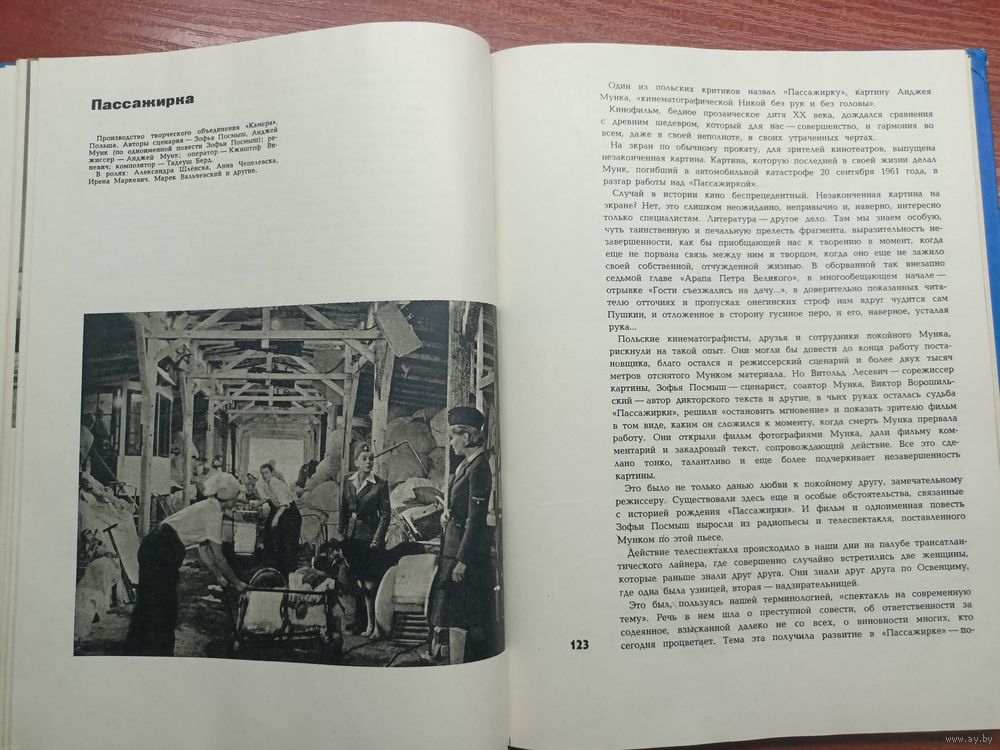 Пассажирка
Производство творческого объединения «Камера»,
Польша. Авторы сценария — Зофья Посмыш, Анджей
Мунк (по одноименной повести Зофьи Посмыш); ре-
жиссер — Анджей Мунк; оператор — Кжиштоф Ви-
невич; композитор — Тадеуш Берд.
В ролях: Александра Шлёнска, Анна Чепелевска,
Ирена Маркевич, Марек Вальчевский и другие.
Один из польских критиков назвал «Пассажирку», картину Анджея
Мунка, «кинематографической Никой без рук и без головы».
Кинофильм, бедное прозаическое дитя XX века, дождался сравнения
с древним шедевром, который для нас — совершенство, и гармония во
всем, даже в своей неполноте, в своих утраченных чертах.
На экран по обычному прокату, для зрителей кинотеатров, выпущена
незаконченная картина. Картина, которую последней в своей жизни делал
Мунк, погибший в автомобильной катастрофе 20 сентября 1961 года, в
разгар работы над «Пассажиркой».
Случай в истории кино беспрецедентный. Незаконченная картина на
экране? Нет, это слишком неожиданно, непривычно и, наверно, интересно
только специалистам. Литература — другое дело. Там мы знаем особую,
чуть таинственную и печальную прелесть фрагмента, выразительность не-
завершенности, как бы приобщающей нас к творению в момент, когда
еще не порвана связь между ним и творцом, когда оно еще не зажило
своей собственной, отчужденной жизнью. В оборванной так внезапно
седьмой главе «Арапа Петра Великого», в многообещающем начале —
отрывке «Гости съезжались на дачу...», в доверительно показанных чита-
телю отточиях и пропусках онегинских строф нам вдруг чудится сам
Пушкин, и отложенное в сторону гусиное перо, и его, наверное, усталая
рука...
Польские кинематографисты, друзья и сотрудники покойного Мунка,
рискнули на такой опыт. Они могли бы довести до конца работу поста-
новщика, благо остался и режиссерский сценарий и более двух тысяч
метров отснятого Мунком материала. Но Витольд Лесевич — сорежиссер
картины, Зофья Посмыш — сценарист, соавтор Мунка, Виктор Ворошиль-
ский — автор дикторского текста и другие, в чьих руках осталась судьба
«Пассажирки», решили «остановить мгновение» и показать зрителю фильм
в том виде, каким он сложился к моменту, когда смерть Мунка прервала
работу. Они открыли фильм фотографиями Мунка, дали фильму ком-
ментарий и закадровый текст, сопровождающий действие. Все это сде-
лано тонко, талантливо и еще более подчеркивает незавершенность
картины.
Это было не только данью любви к покойному другу, замечательному
режиссеру. Существовали здесь еще и особые обстоятельства, связанные
с историей рождения «Пассажирки». И фильм и одноименная повесть
Зофьи Посмыш выросли из радиопьесы и телеспектакля, поставленного
Мунком по этой пьесе.
Действие телеспектакля происходило в наши дни на палубе трансатлан-
тического лайнера, где совершенно случайно встретились две женщины,
которые раньше знали друг друга. Они знали друг друга по Освенциму,
где одна была узницей, вторая — надзирательницей.
Это был, пользуясь нашей терминологией, «спектакль на современную
тему». Речь в нем шла о преступной совести, об ответственности за
содеянное, взысканной далеко не со всех, о виновности многих, кто
сегодня процветает. Тема эта получила развитие в «Пассажирке» — по-
123
www.ay.by